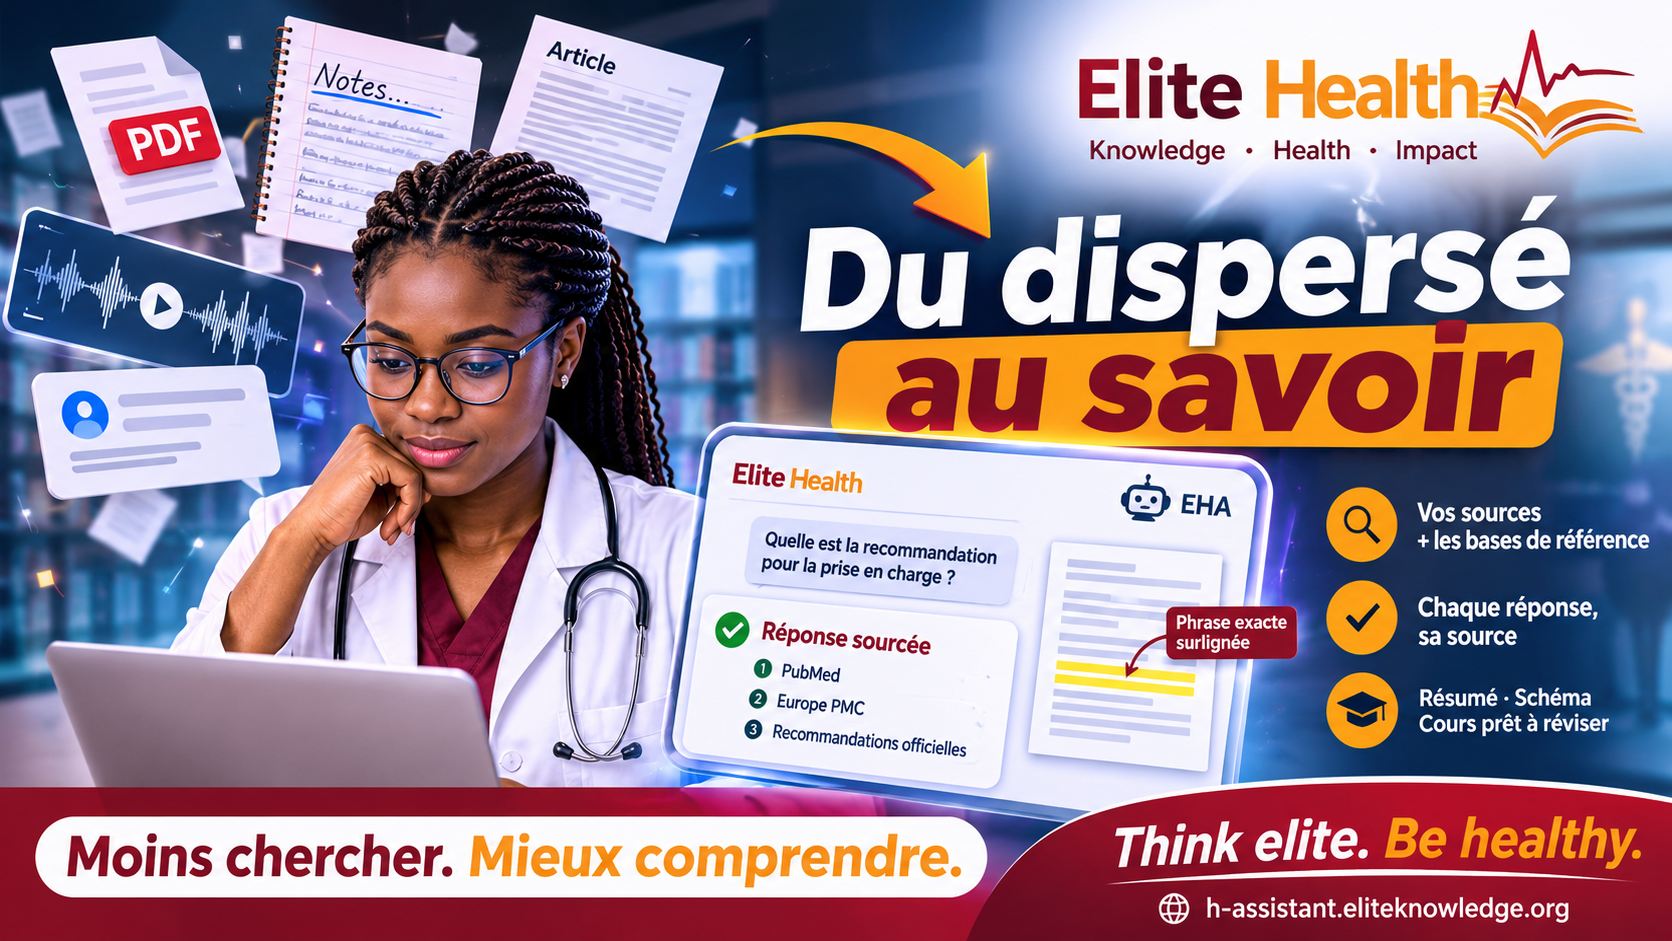 PDF
Notes...
Article
Elite Health
Knowledge • Health • Impact
Du dispersé
au savoir
Elite Health
EHA
Quelle est la recommandation
pour la prise en charge ?
Réponse sourcée
1 PubMed
2 Europe PMC
3 Recommandations officielles
Phrase exacte
surlignée
Vos sources
+ les bases de référence
Chaque réponse,
sa source
Résumé · Schéma
Cours prêt à réviser
Moins chercher. Mieux comprendre.
Think elite. Be healthy.
h-assistant.eliteknowledge.org